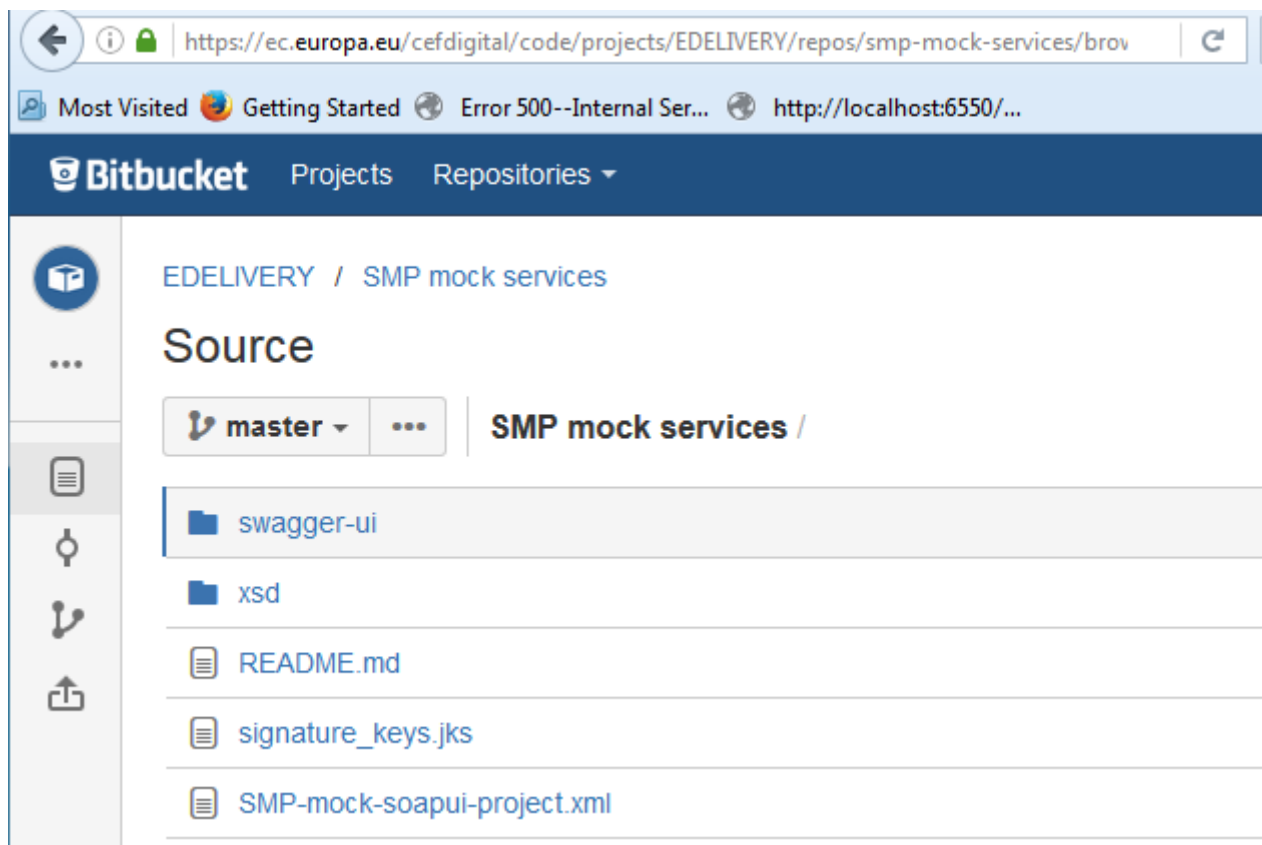 https://ec.europa.eu/cefdigital/code/projects/EDELIVERY/repos/smp-mock-services/brow
Most Visited Getting Started Error 500--Internal Ser... http://localhost:6550/...
Bitbucket Projects Repositories
EDELIVERY / SMP mock services
Source
master ... SMP mock services /
swagger-ui
xsd
README.md
signature_keys.jks
SMP-mock-soapui-project.xml